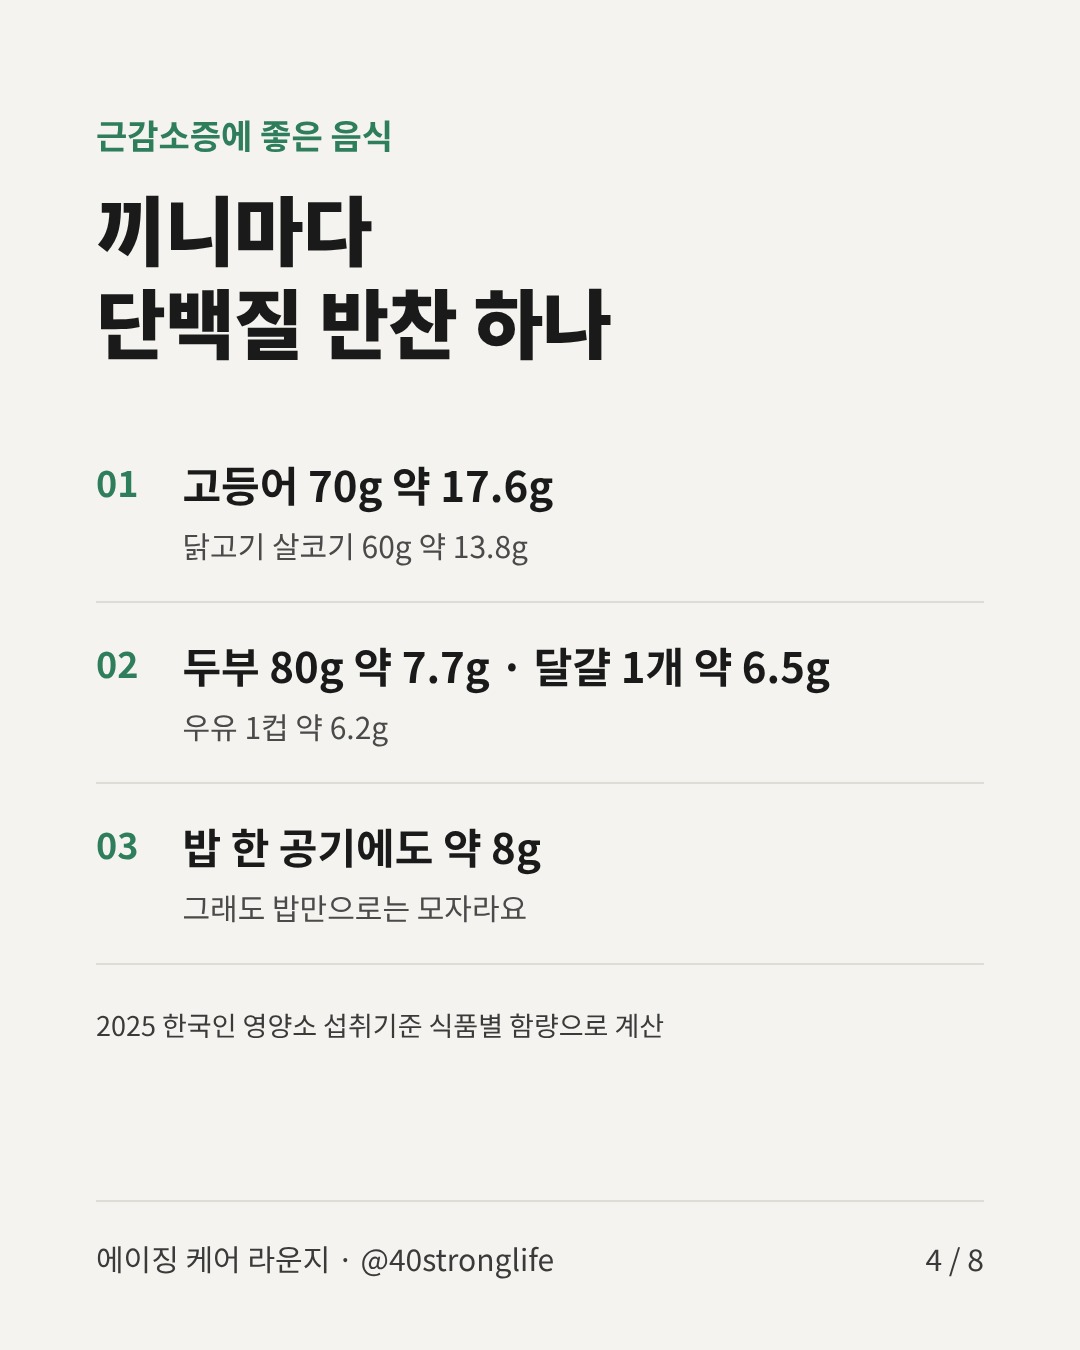 근감소증에 좋은 음식
끼니마다
단백질 반찬 하나
01 고등어 70g 약 17.6g
닭고기 살코기 60g 약 13.8g
02 두부 80g 약 7.7g · 달걀 1개 약 6.5g
우유 1컵 약 6.2g
03 밥 한 공기에도 약 8g
그래도 밥만으로는 모자라요
2025 한국인 영양소 섭취기준 식품별 함량으로 계산
에이징 케어 라운지 · @40stronglife 4 / 8